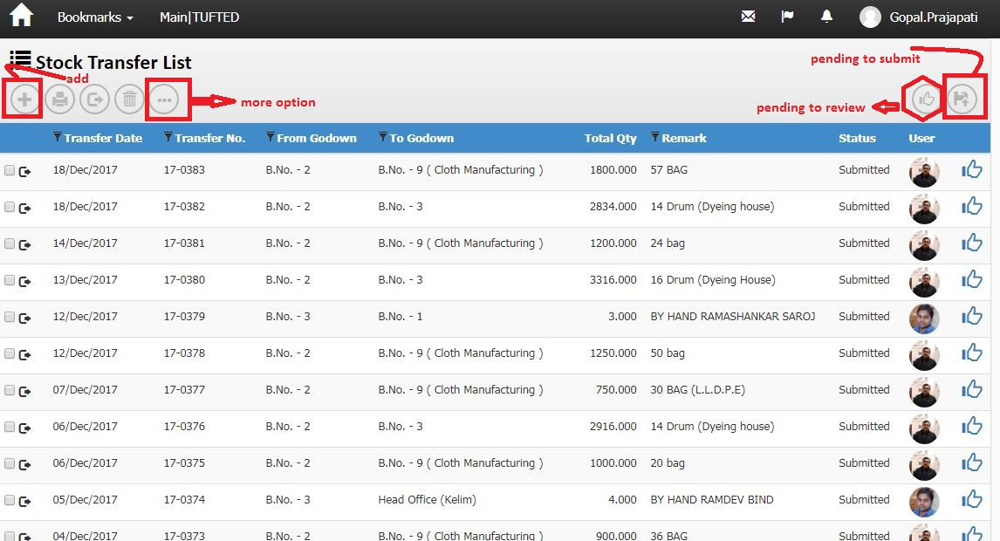 Bookmarks Main|TUFTED Gopal.Prajapati
Stock Transfer List
pending to submit
add
more option
pending to review
Transfer Date Transfer No. From Godown To Godown Total Qty Remark Status User
18/Dec/2017 17-0383 B.No. - 2 B.No. - 9 ( Cloth Manufacturing ) 1800.000 57 BAG Submitted
18/Dec/2017 17-0382 B.No. - 2 B.No. - 3 2834.000 14 Drum (Dyeing house) Submitted
14/Dec/2017 17-0381 B.No. - 2 B.No. - 9 ( Cloth Manufacturing ) 1200.000 24 bag Submitted
13/Dec/2017 17-0380 B.No. - 2 B.No. - 3 3316.000 16 Drum (Dyeing House) Submitted
12/Dec/2017 17-0379 B.No. - 3 B.No. - 1 3.000 BY HAND RAMASHANKAR SAROJ Submitted
12/Dec/2017 17-0378 B.No. - 2 B.No. - 9 ( Cloth Manufacturing ) 1250.000 50 bag Submitted
07/Dec/2017 17-0377 B.No. - 2 B.No. - 9 ( Cloth Manufacturing ) 750.000 30 BAG (L.L.D.P.E) Submitted
06/Dec/2017 17-0376 B.No. - 2 B.No. - 3 2916.000 14 Drum (Dyeing house) Submitted
06/Dec/2017 17-0375 B.No. - 2 B.No. - 9 ( Cloth Manufacturing ) 1000.000 20 bag Submitted
05/Dec/2017 17-0374 B.No. - 3 Head Office (Kelim) 4.000 BY HAND RAMDEV BIND Submitted
04/Dec/2017 17-0373 B.No. - 2 B.No. - 9 ( Cloth Manufacturing ) 900.000 36 BAG Submitted